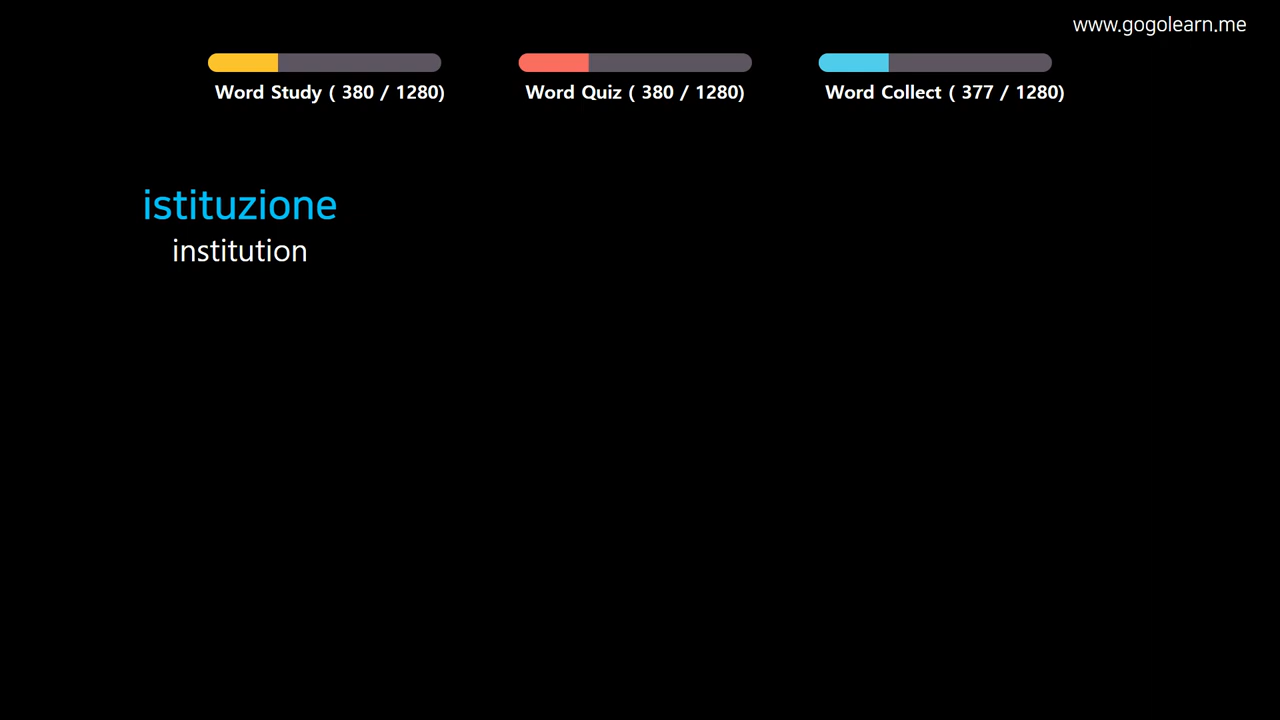 www.gogolearn.me
Word Study ( 380 / 1280)
Word Quiz ( 380 / 1280)
Word Collect ( 377 / 1280)
istituzione
institution